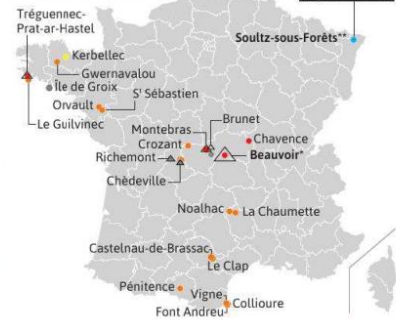 Tréguennec-
Prat-ar-Hastel
Soultz-sous-Forêts**
Kerbellec
Gwernavalou
Île de Groix
St Sébastien
Orvault
Le Guilvinec
Brunet
Montebras
Chavence
Crozant
Beauvoir*
Richemont
Chèdeville
Noalhac
La Chaumette
Castelnau-de-Brassac
Le Clap
Pénitence
Vigne
Collioure
Font Andreu